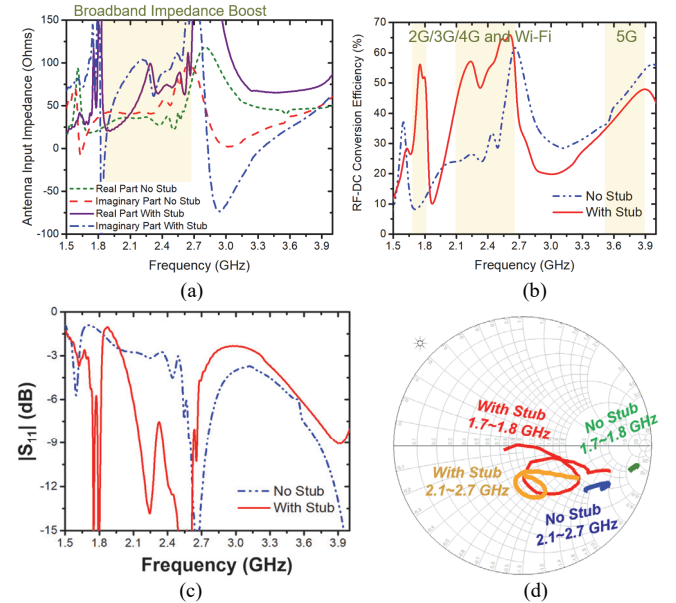 Broadband Impedance Boost
Antenna Input Impedance (Ohms)
150
100
50
0
-50
-100
Real Part No Stub
Imaginary Part No Stub
Real Part With Stub
Imaginary Part With Stub
1.5 1.8 2.1 2.4 2.7 3.0 3.3 3.6 3.9
Frequency (GHz)
(a)
2G/3G/4G and Wi-Fi 5G
RF-DC Conversion Efficiency (%)
70
60
50
40
30
20
10
0
No Stub
With Stub
1.5 1.8 2.1 2.4 2.7 3.0 3.3 3.6 3.9
Frequency (GHz)
(b)
|S11| (dB)
0
-3
-6
-9
-12
-15
No Stub
With Stub
1.5 1.8 2.1 2.4 2.7 3.0 3.3 3.6 3.9
Frequency (GHz)
(c)
With Stub
1.7~1.8 GHz
No Stub
1.7~1.8 GHz
With Stub
2.1~2.7 GHz
No Stub
2.1~2.7 GHz
(d)